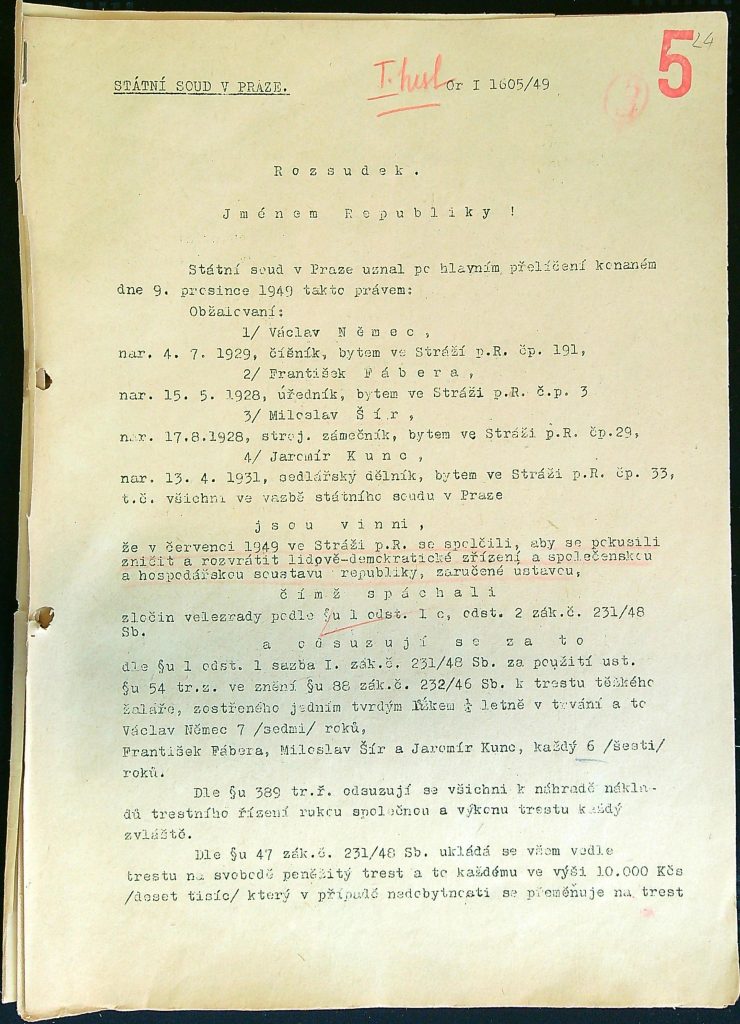 5
24
STÁTNÍ SOUD V PRAZE.
Or I 1605/49
Rozsudek.
Jménem Republiky!
Státní soud v Praze uznal po hlavním přelíčení konaném
dne 9. prosince 1949 takto právem:
Obžalovaní:
1/ Václav Němec,
nar. 4. 7. 1929, číšník, bytem ve Stráží p.R. čp. 191,
2/ František Fábera,
nar. 15. 5. 1928, úředník, bytem ve Stráži p.R. č.p. 3
3/ Miloslav Šír,
nar. 17.8.1928, stroj. zámečník, bytem ve Stráži p.R. čp.29,
4/ Jaromír Kunc,
nar. 13. 4. 1931, sedlářský dělník, bytem ve Stráži p.R. čp. 33,
t.č. všichni ve vazbě státního soudu v Praze
jsou vinni,
že v červenci 1949 ve Stráži p.R. se spolčili, aby se pokusili
zničit a rozvrátit lidově-demokratické zřízení a společenskou
a hospodářskou soustavu republiky, zaručené ústavou,
čímž spáchali
zločin velezrady podle §u 1 odst. 1 c, odst. 2 zák.č. 231/48
Sb.
a odsuzují se za to
dle §u 1 odst. 1 sazba I. zák.č. 231/48 Sb. za použití ust.
§u 54 tr.z. ve znění §u 88 zák.č. 232/46 Sb. k trestu těžkého
žaláře, zostřeného jedním tvrdým lůžkem ¼ letně v trvání a to
Václav Němec 7 /sedmi/ roků,
František Fábera, Miloslav Šír a Jaromír Kunc, každý 6 /šesti/
roků.
Dle §u 389 tr.ř. odsuzují se všichni k náhradě nákla-
dů trestního řízení rukou společnou a výkonu trestu každý
zvláště.
Dle §u 47 zák.č. 231/48 Sb. ukládá se všem vedle
trestu na svobodě peněžitý trest a to každému ve výši 10.000 Kčs
/deset tisíc/ který v případě nedobytnosti se přeměňuje na trest